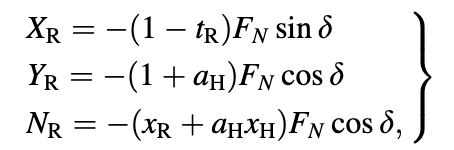 X_R = −(1 − t_R)F_N sin δ
Y_R = −(1 + a_H)F_N cos δ
N_R = −(x_R + a_H x_H)F_N cos δ,